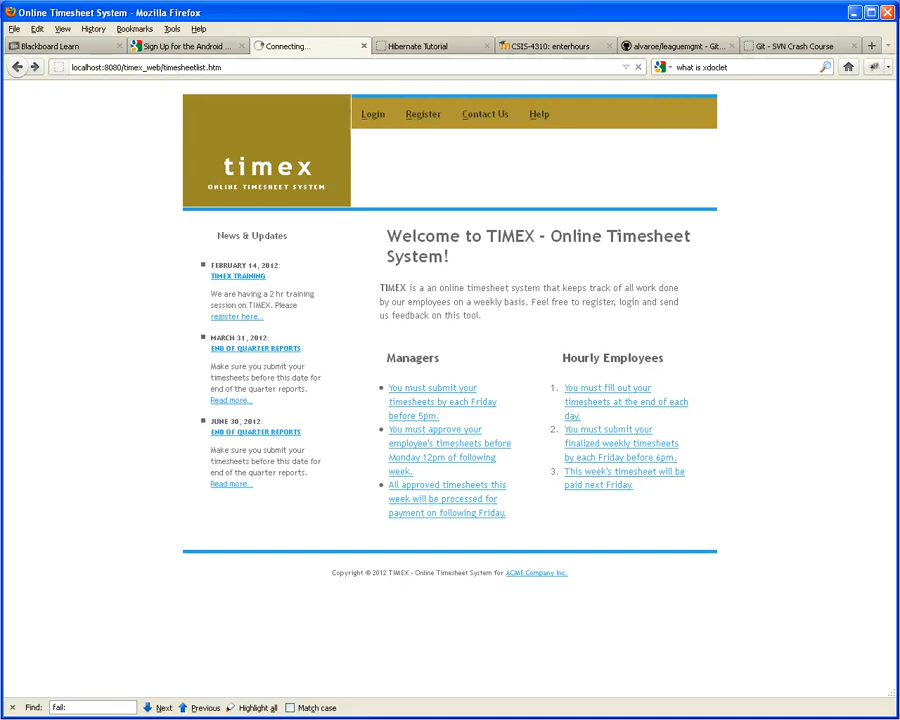 Online Timesheet System - Mozilla Firefox
File Edit View History Bookmarks Tools Help
Blackboard Learn
Sign Up for the Android ...
Connecting...
Hibernate Tutorial
CSIS-4310: enterhours
alvaroe/leaguemgmt - Git...
Git - SVN Crash Course
localhost:8080/timex_web/timesheetlist.htm
what is xdoclet
Login Register Contact Us Help
timex
ONLINE TIMESHEET SYSTEM
News & Updates
FEBRUARY 14, 2012:
TIMEX TRAINING
We are having a 2 hr training
session on TIMEX. Please
register here...
MARCH 31, 2012:
END OF QUARTER REPORTS
Make sure you submit your
timesheets before this date for
end of the quarter reports.
Read more...
JUNE 30, 2012:
END OF QUARTER REPORTS
Make sure you submit your
timesheets before this date for
end of the quarter reports.
Read more...
Welcome to TIMEX - Online Timesheet
System!
TIMEX is a an online timesheet system that keeps track of all work done
by our employees on a weekly basis. Feel free to register, login and send
us feedback on this tool.
Managers
You must submit your
timesheets by each Friday
before 5pm.
You must approve your
employee's timesheets before
Monday 12pm of following
week.
All approved timesheets this
week will be processed for
payment on following Friday.
Hourly Employees
1. You must fill out your
timesheets at the end of each
day.
2. You must submit your
finalized weekly timesheets
by each Friday before 6pm.
3. This week's timesheet will be
paid next Friday.
Copyright © 2012 TIMEX - Online Timesheet System for ACME Company Inc.
Find: fail: Next Previous Highlight all Match case